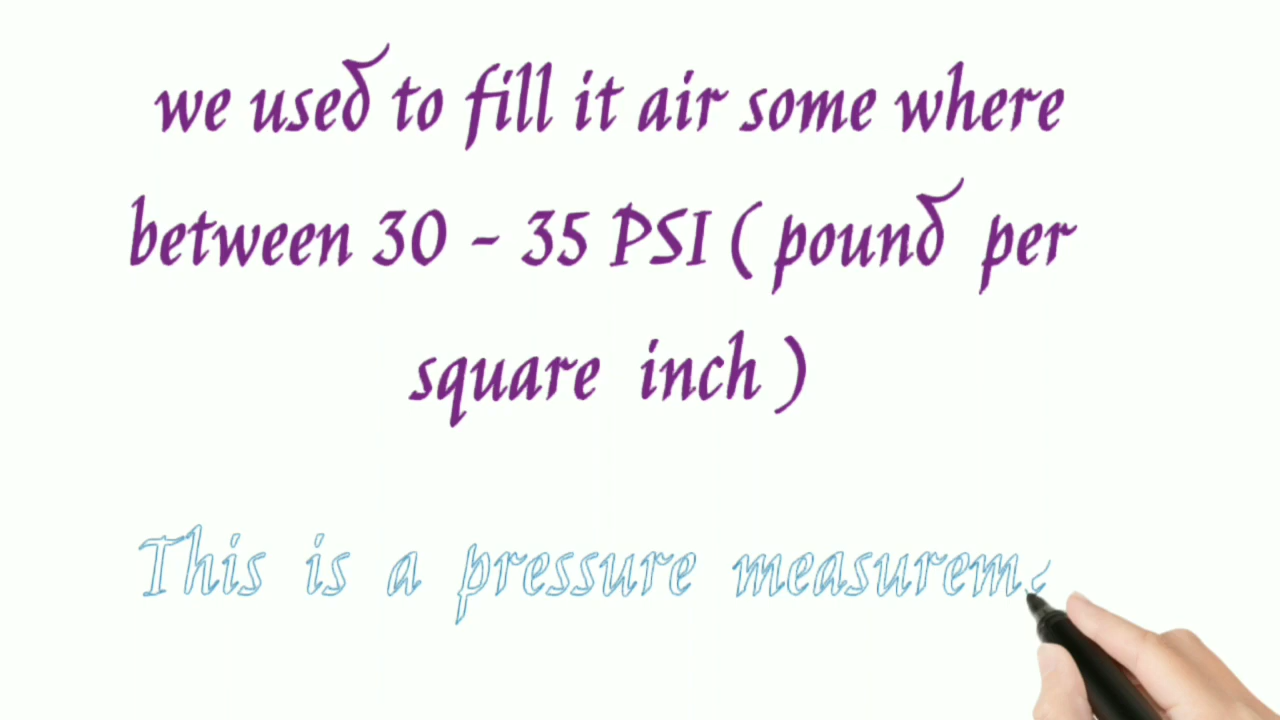 we used to fill it air some where
between 30 - 35 PSI ( pound per
square inch )
This is a pressure measurem